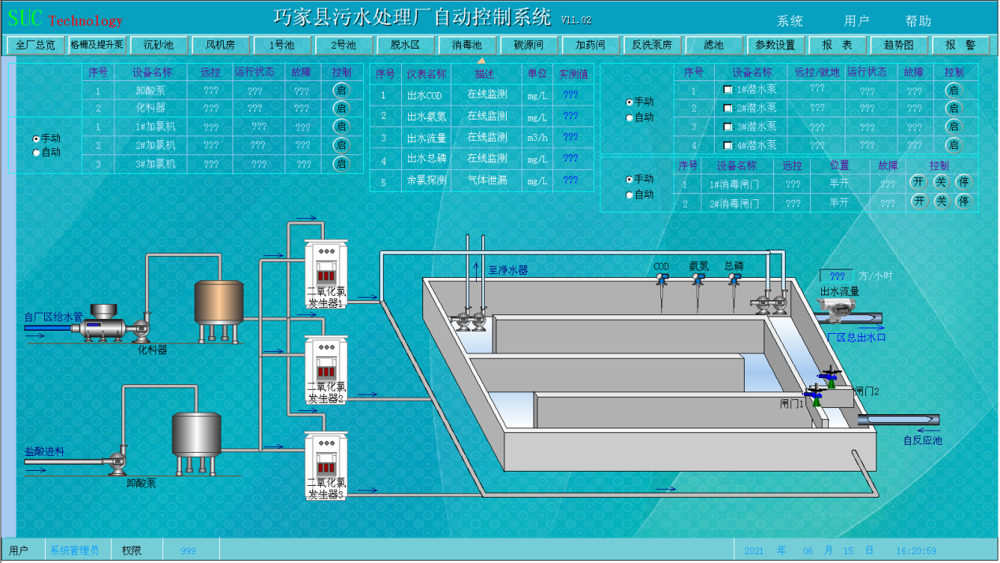 SUC Technology
巧家县污水处理厂自动控制系统 V11.02
系统 用户 帮助
全厂总览 格栅及提升泵 沉砂池 风机房 1号池 2号池 脱水区 消毒池 碳源间 加药间 反洗泵房 滤池 参数设置 报 表 趋势图 报 警
序号 设备名称 远控 运行状态 故障 控制
1 卸酸泵 ??? ??? ??? 启
2 化料器 ??? ??? ??? 启
手动
自动
1 1#加氯机 ??? ??? ??? 启
2 2#加氯机 ??? ??? ??? 启
3 3#加氯机 ??? ??? ??? 启
序号 仪表名称 描述 单位 实测值
1 出水COD 在线监测 mg/L ???
2 出水氨氮 在线监测 mg/L ???
3 出水流量 在线监测 m3/h ???
4 出水总磷 在线监测 mg/L ???
5 余氯探测 气体泄漏 mg/L ???
手动
自动
序号 设备名称 远控/就地 运行状态 故障 控制
1 1#潜水泵 ??? ??? ??? 启
2 2#潜水泵 ??? ??? ??? 启
3 3#潜水泵 ??? ??? ??? 启
4 4#潜水泵 ??? ??? ??? 启
手动
自动
序号 设备名称 远控 位置 故障 控制
1 1#消毒闸门 ??? 半开 ??? 开 关 停
2 2#消毒闸门 ??? 半开 ??? 开 关 停
至净水器
COD 氨氮 总磷
??? 方/小时
出水流量
厂区总出水口
二氧化氯
发生器1
自厂区给水管
化料器
二氧化氯
发生器2
闸门2
闸门1
自反应池
盐酸进料
卸酸泵
二氧化氯
发生器3
用户 系统管理员 权限 999 2021 年 06 月 15 日 16:20:59